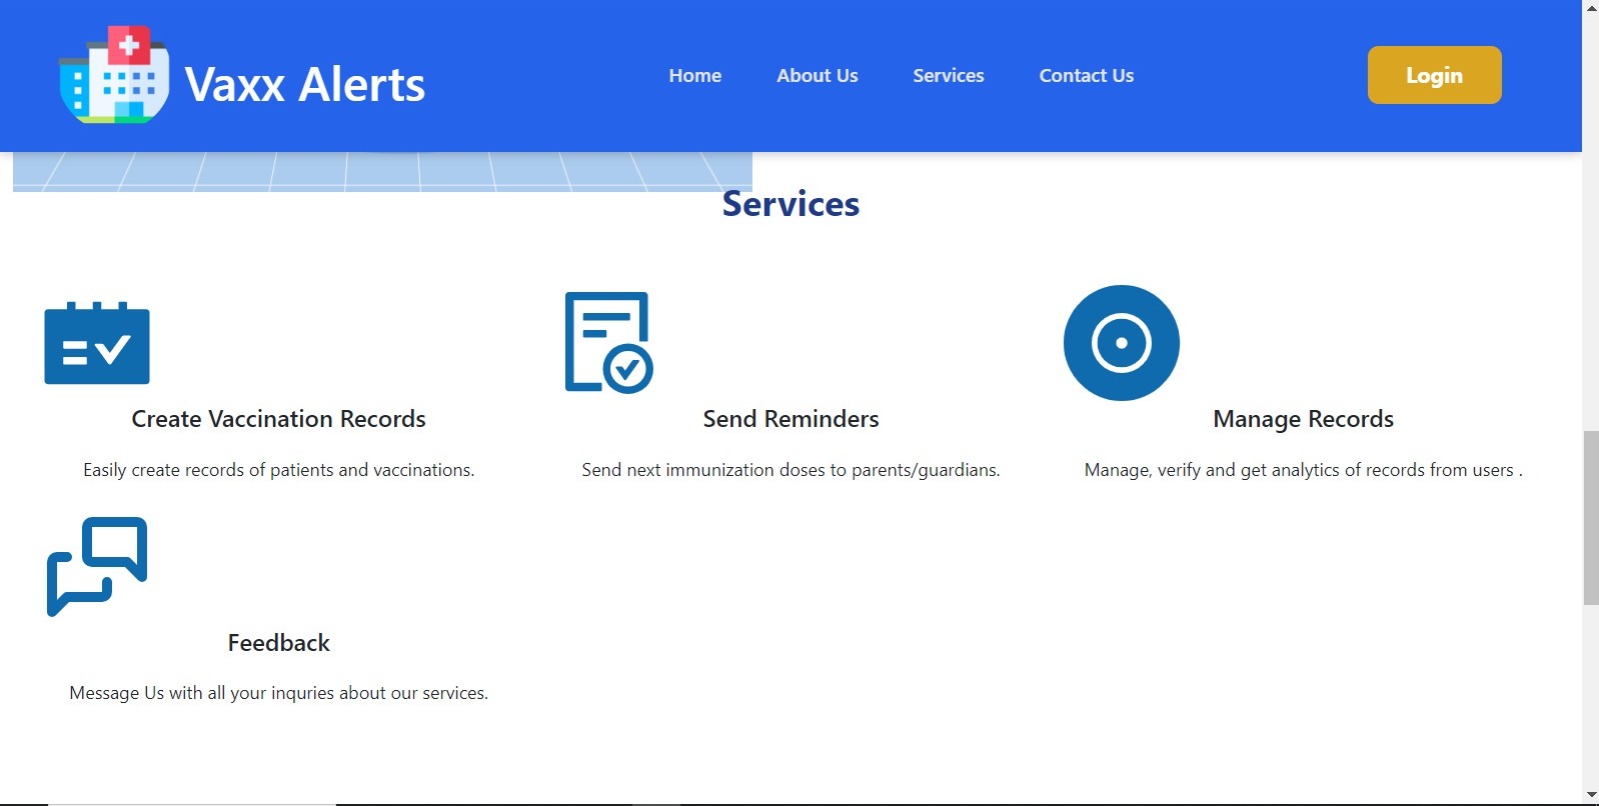 Vaxx Alerts
Home
About Us
Services
Contact Us
Login
Services
Create Vaccination Records
Easily create records of patients and vaccinations.
Send Reminders
Send next immunization doses to parents/guardians.
Manage Records
Manage, verify and get analytics of records from users .
Feedback
Message Us with all your inquries about our services.